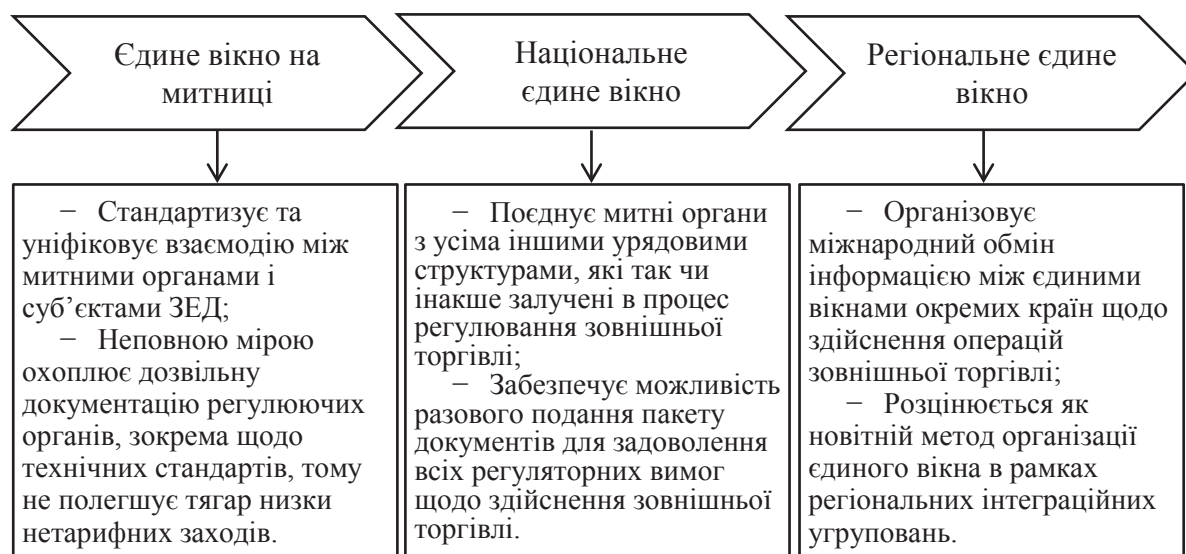 Єдине вікно на
митниці
Національне
єдине вікно
Регіональне єдине
вікно
− Стандартизує та
уніфіковує взаємодію між
митними органами і
суб’єктами ЗЕД;
− Неповною мірою
охоплює дозвільну
документацію регулюючих
органів, зокрема щодо
технічних стандартів, тому
не полегшує тягар низки
нетарифних заходів.
− Поєднує митні органи
з усіма іншими урядовими
структурами, які так чи
інакше залучені в процес
регулювання зовнішньої
торгівлі;
− Забезпечує можливість
разового подання пакету
документів для задоволення
всіх регуляторних вимог
щодо здійснення зовнішньої
торгівлі.
− Організовує
міжнародний обмін
інформацією між єдиними
вікнами окремих країн щодо
здійснення операцій
зовнішньої торгівлі;
− Розцінюється як
новітній метод організації
єдиного вікна в рамках
регіональних інтеграційних
угруповань.